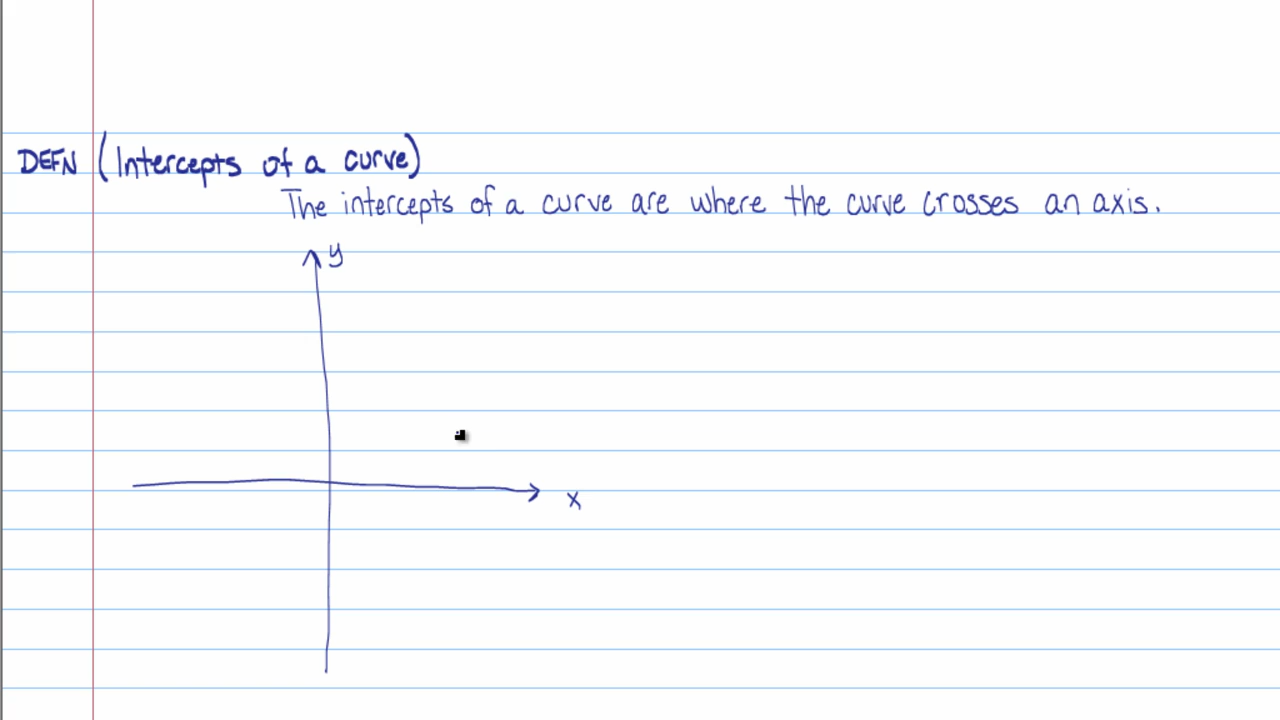 DEFN (Intercepts of a curve)
The intercepts of a curve are where the curve crosses an axis.
y
x